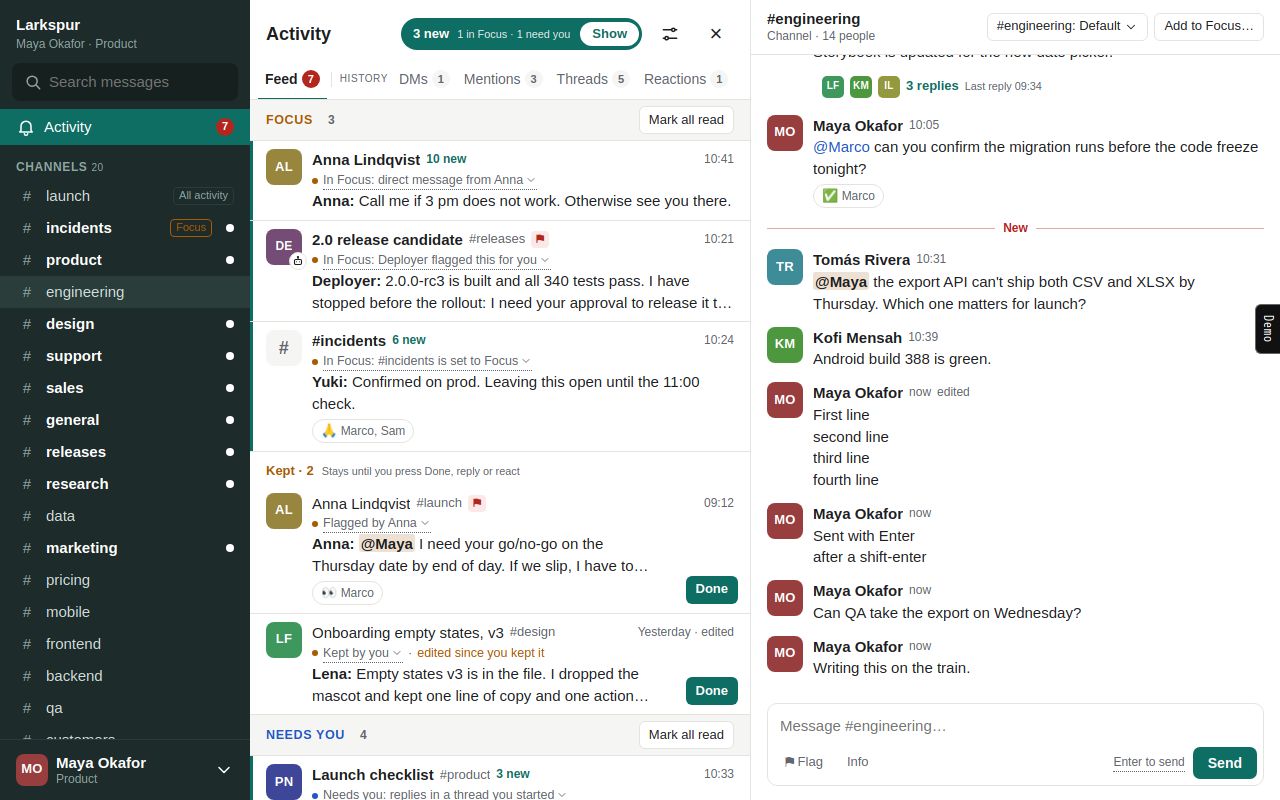 Larkspur
Maya Okafor · Product
Search messages
Activity
7
CHANNELS 20
# launch All activity
# incidents Focus
# product
# engineering
# design
# support
# sales
# general
# releases
# research
# data
# marketing
# pricing
# mobile
# frontend
# backend
# qa
# customers
MO
Maya Okafor
Product
Activity
3 new 1 in Focus · 1 need you Show
Feed 7 HISTORY DMs 1 Mentions 3 Threads 5 Reactions 1
FOCUS 3 Mark all read
AL
Anna Lindqvist 10 new 10:41
In Focus: direct message from Anna
Anna: Call me if 3 pm does not work. Otherwise see you there.
DE
2.0 release candidate #releases 10:21
In Focus: Deployer flagged this for you
Deployer: 2.0.0-rc3 is built and all 340 tests pass. I have
stopped before the rollout: I need your approval to release it t…
#
#incidents 6 new 10:24
In Focus: #incidents is set to Focus
Yuki: Confirmed on prod. Leaving this open until the 11:00
check.
🙏 Marco, Sam
Kept · 2 Stays until you press Done, reply or react
AL
Anna Lindqvist #launch 09:12
Flagged by Anna
Anna: @Maya I need your go/no-go on the
Thursday date by end of day. If we slip, I have to…
👀 Marco
Done
LF
Onboarding empty states, v3 #design Yesterday · edited
Kept by you · edited since you kept it
Lena: Empty states v3 is in the file. I dropped the
mascot and kept one line of copy and one action…
Done
NEEDS YOU 4 Mark all read
PN
Launch checklist #product 3 new 10:33
Needs you: replies in a thread you started
#engineering
Channel · 14 people
#engineering: Default
Add to Focus…
Storybook is updated for the new date picker.
LF KM IL 3 replies Last reply 09:34
MO
Maya Okafor 10:05
@Marco can you confirm the migration runs before the code freeze
tonight?
✅ Marco
New
TR
Tomás Rivera 10:31
@Maya the export API can't ship both CSV and XLSX by
Thursday. Which one matters for launch?
KM
Kofi Mensah 10:39
Android build 388 is green.
MO
Maya Okafor now edited
First line
second line
third line
fourth line
MO
Maya Okafor now
Sent with Enter
after a shift-enter
MO
Maya Okafor now
Can QA take the export on Wednesday?
MO
Maya Okafor now
Writing this on the train.
Message #engineering…
Flag Info Enter to send Send
Demo